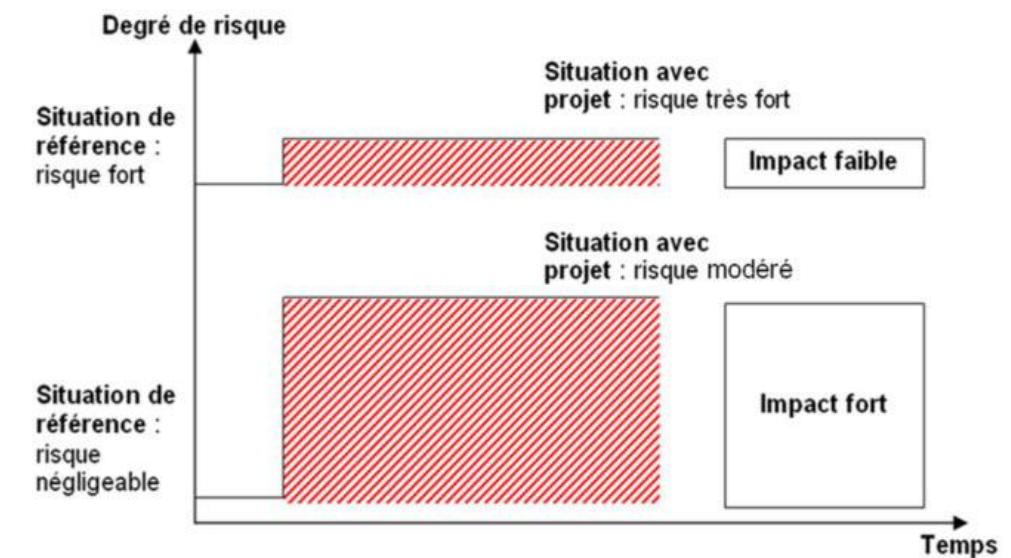 Degré de risque
Situation avec
projet : risque très fort
Situation de
référence :
risque fort
Impact faible
Situation avec
projet : risque modéré
Situation de
référence :
risque
négligeable
Impact fort
Temps